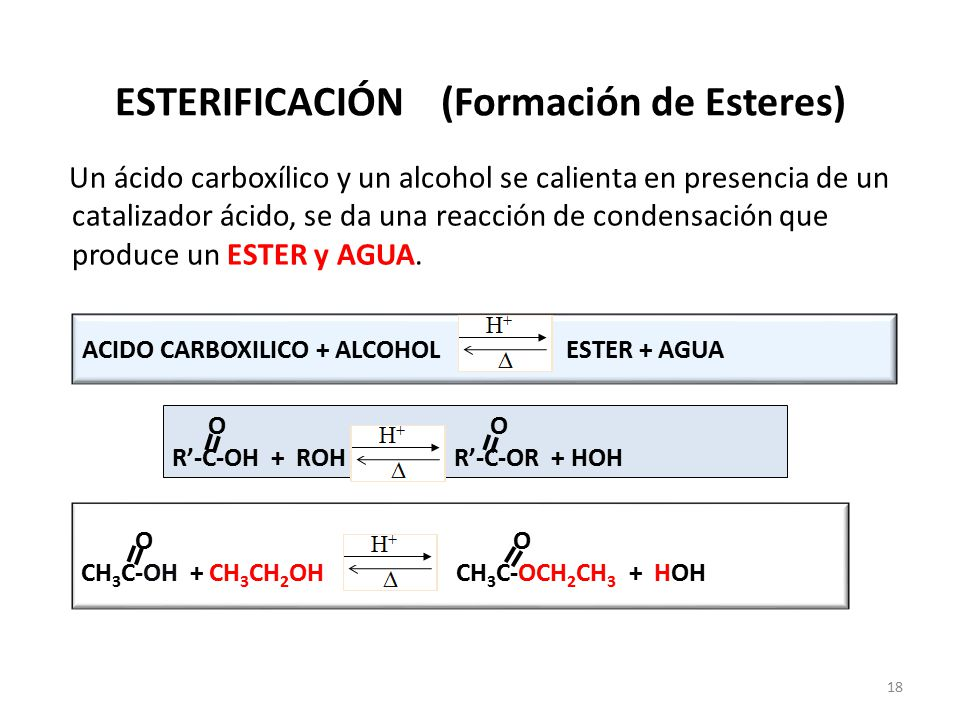 ESTERIFICACIÓN (Formación de Esteres)
Un ácido carboxílico y un alcohol se calienta en presencia de un
catalizador ácido, se da una reacción de condensación que
produce un ESTER y AGUA.
H⁺
ACIDO CARBOXILICO + ALCOHOL ESTER + AGUA
Δ
O O
H⁺
R’-C-OH + ROH R’-C-OR + HOH
Δ
O O
H⁺
CH₃C-OH + CH₃CH₂OH CH₃C-OCH₂CH₃ + HOH
Δ
18